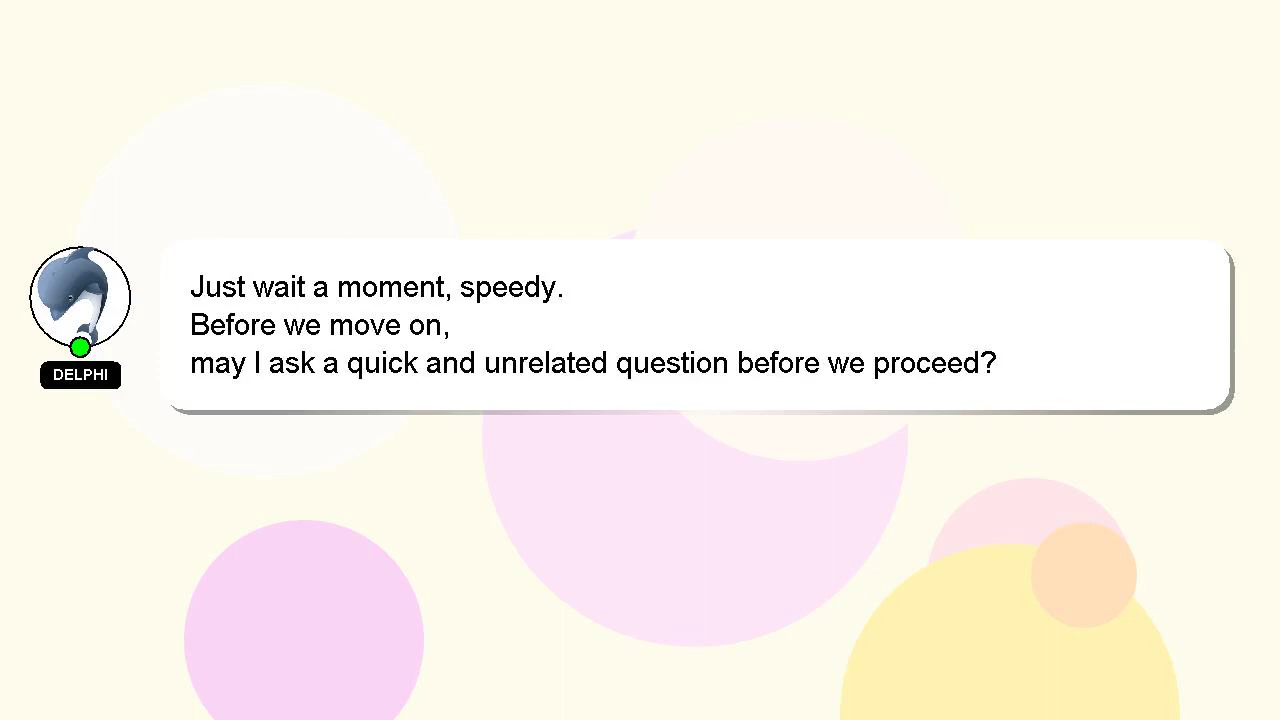 Just wait a moment, speedy.
Before we move on,
may I ask a quick and unrelated question before we proceed?
DELPHI